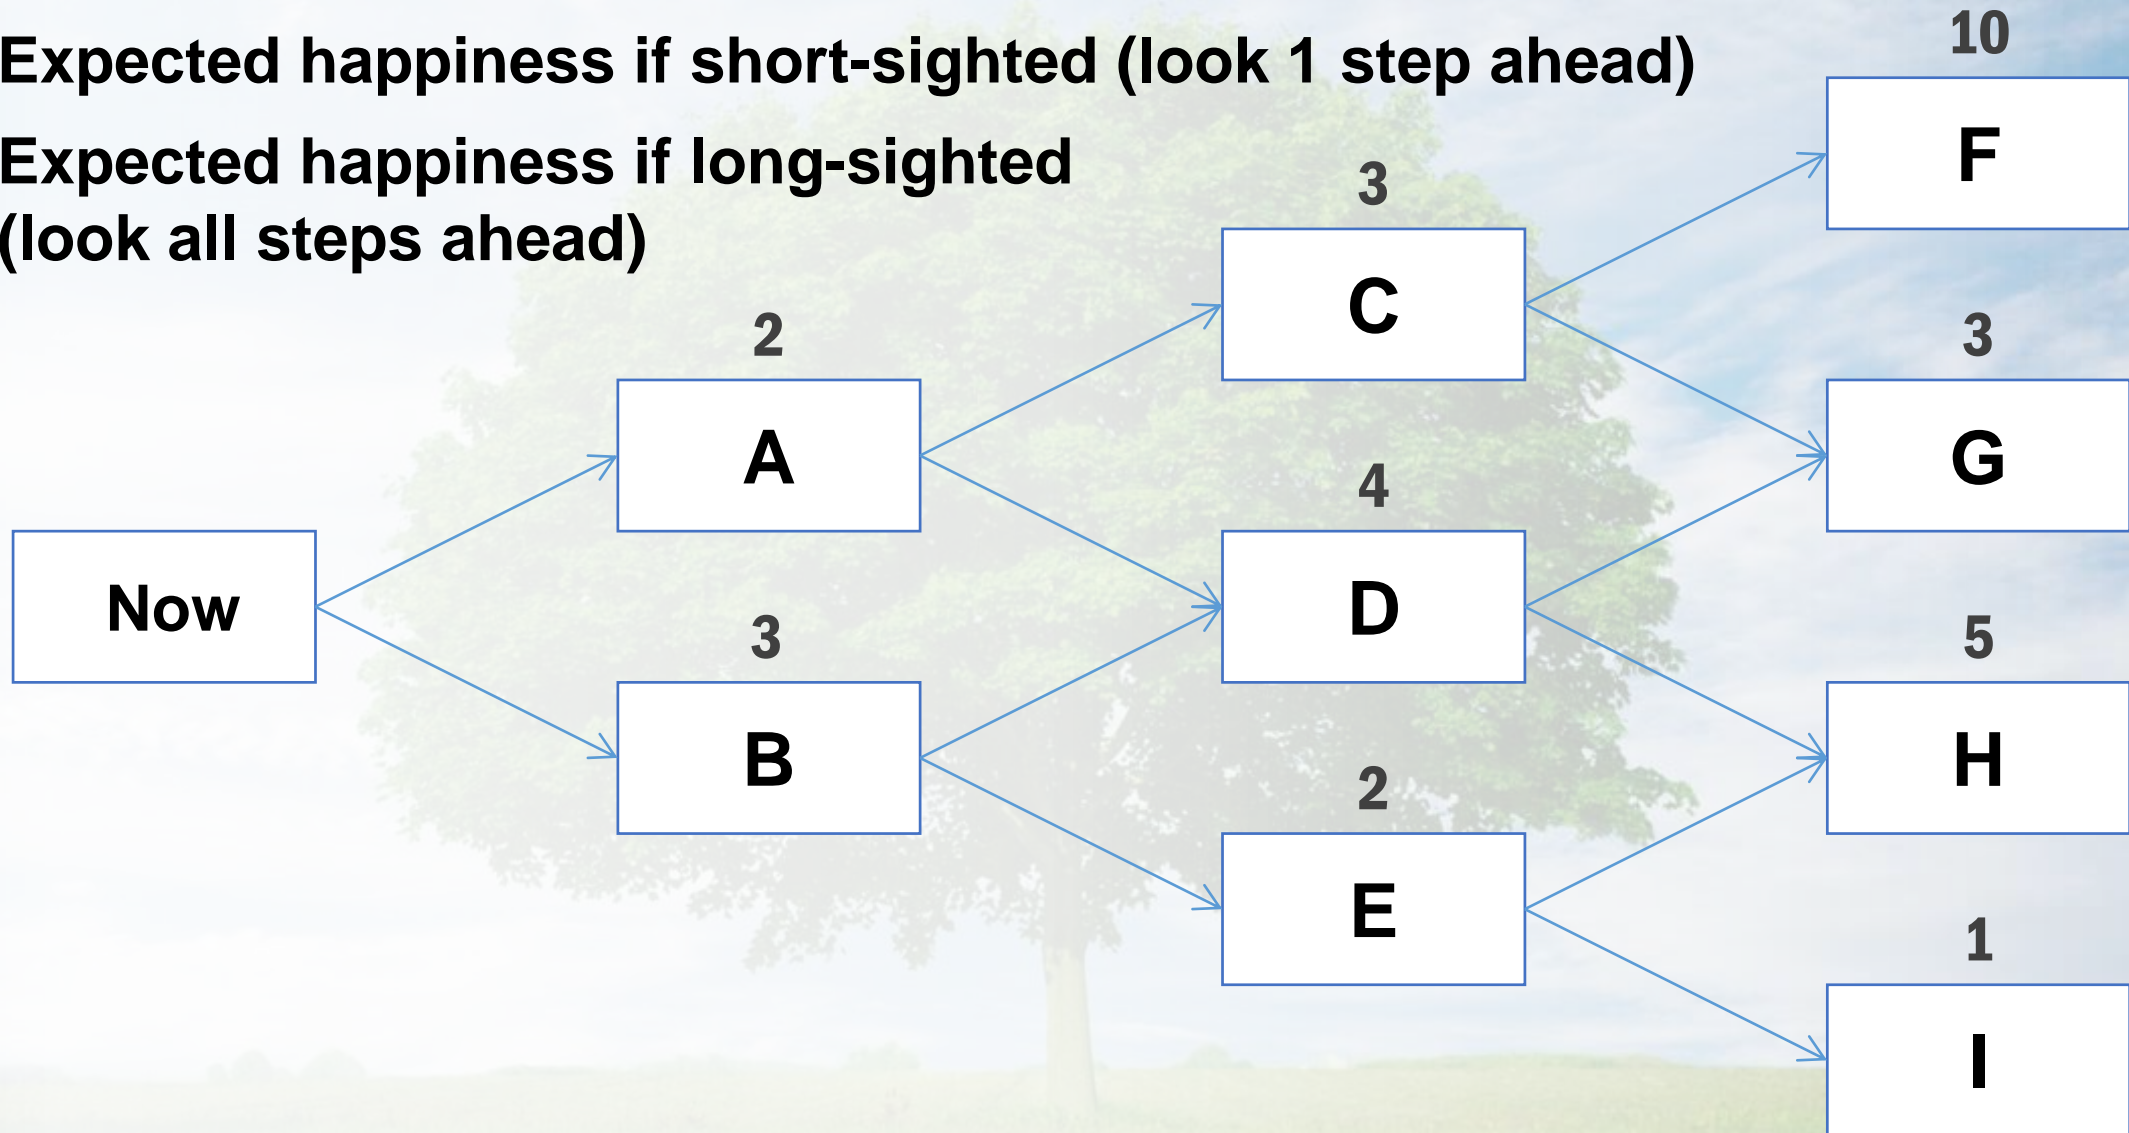 Expected happiness if short-sighted (look 1 step ahead)
Expected happiness if long-sighted
(look all steps ahead)
10
F
3
C
2
A
3
G
Now
4
D
3
B
5
H
2
E
1
I